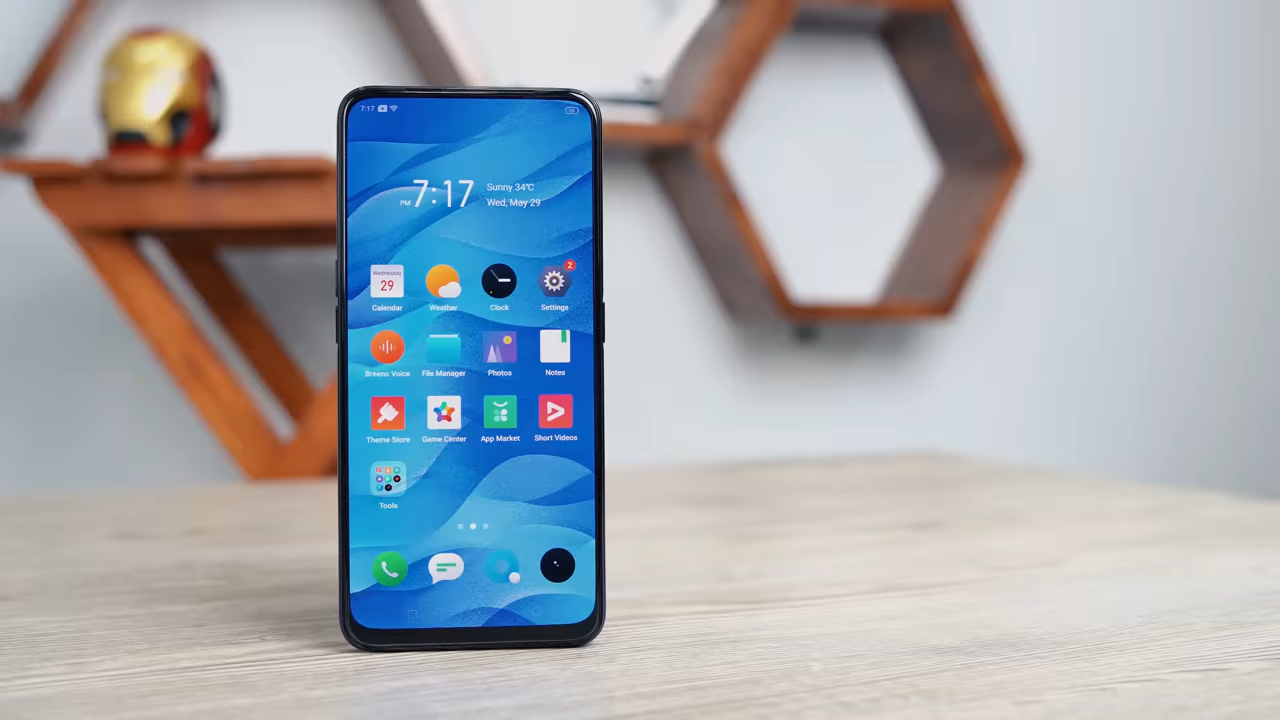 7:17
PM 7:17 Sunny 34℃
Wed, May 29
Wednesday
29
2
Calendar Weather Clock Settings
Breeno Voice File Manager Photos Notes
Theme Store Game Center App Market Short Videos
Tools